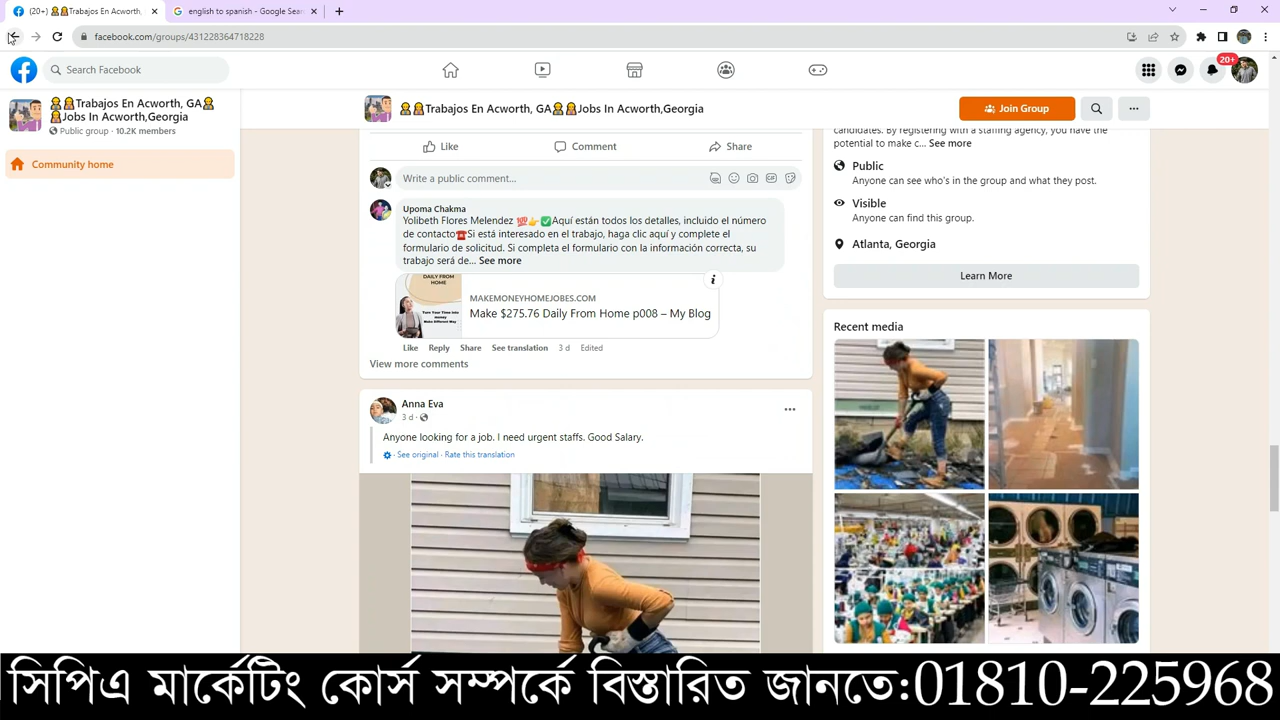 (20+) Trabajos En Acworth,
english to spanish - Google Sear
facebook.com/groups/431228364718228
Search Facebook
20+
Trabajos En Acworth, GA
Jobs In Acworth,Georgia
Public group · 10.2K members
Community home
Trabajos En Acworth, GA Jobs In Acworth,Georgia
Join Group
Like
Comment
Share
Write a public comment...
Upoma Chakma
Yolibeth Flores Melendez 💯👉✅Aquí están todos los detalles, incluido el número
de contacto☎️Si está interesado en el trabajo, haga clic aquí y complete el
formulario de solicitud. Si completa el formulario con la información correcta, su
trabajo será de... See more
DAILY FROM
HOME
Turn Your Time into
money
Make Different Way
MAKEMONEYHOMEJOBES.COM
Make $275.76 Daily From Home p008 – My Blog
Like Reply Share See translation 3 d Edited
View more comments
Anna Eva
3 d ·
Anyone looking for a job. I need urgent staffs. Good Salary.
· See original · Rate this translation
candidates. By registering with a staffing agency, you have the
potential to make c... See more
Public
Anyone can see who's in the group and what they post.
Visible
Anyone can find this group.
Atlanta, Georgia
Learn More
Recent media
সিপিএ মার্কেটিং কোর্স সম্পর্কে বিস্তারিত জানতে:01810-225968